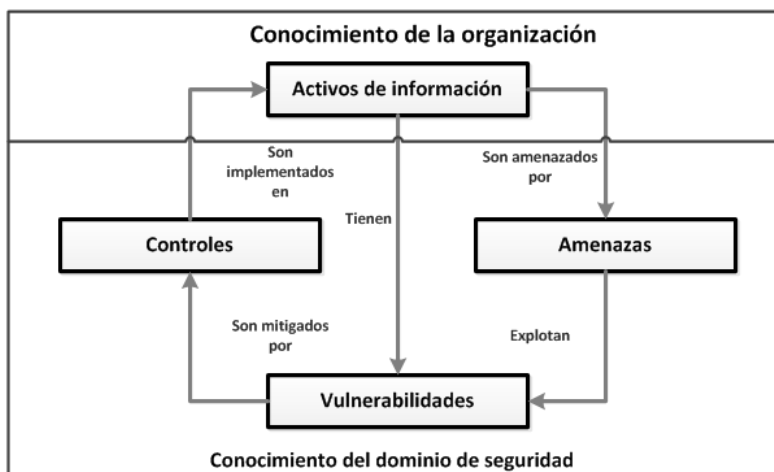 Conocimiento de la organización
Activos de información
Son
implementados
en
Son amenazados
por
Tienen
Controles
Amenazas
Son mitigados
por
Explotan
Vulnerabilidades
Conocimiento del dominio de seguridad